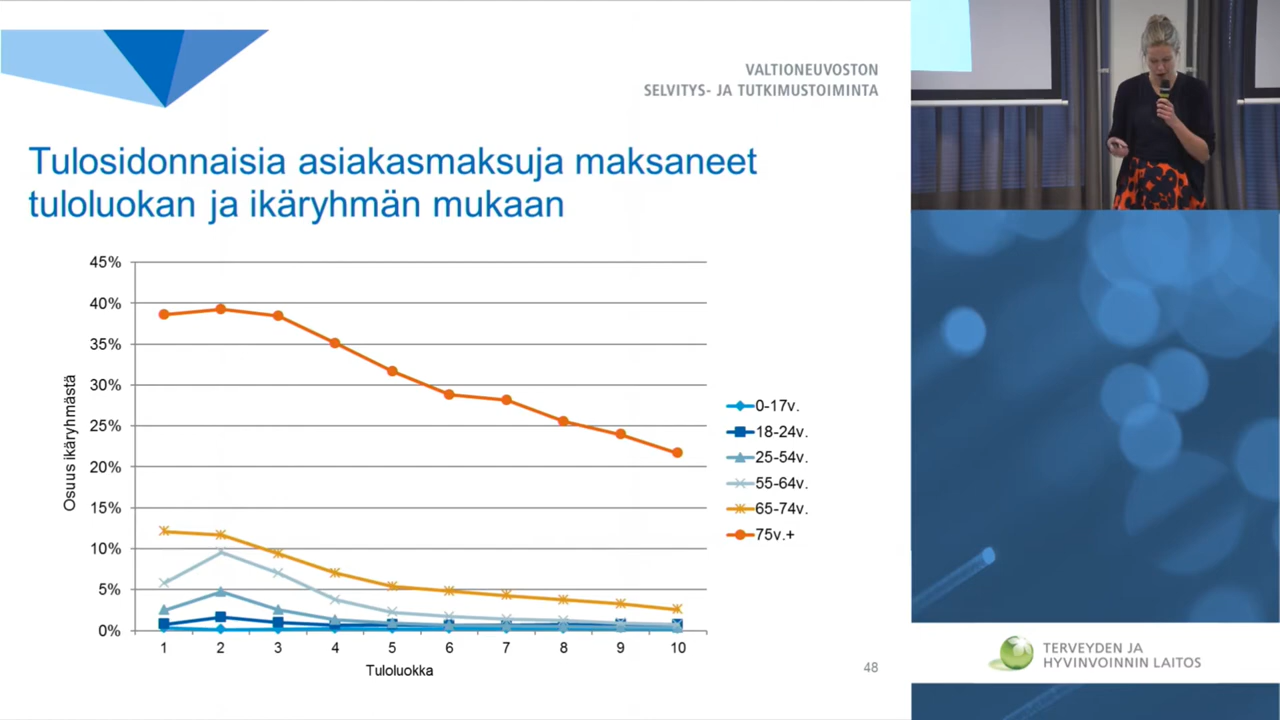 VALTIONEUVOSTON
SELVITYS- JA TUTKIMUSTOIMINTA
Tulosidonnaisia asiakasmaksuja maksaneet
tuloluokan ja ikäryhmän mukaan
45%
40%
35%
30%
25%
20%
15%
10%
5%
0%
Osuus ikäryhmästä
1 2 3 4 5 6 7 8 9 10
Tuloluokka
0-17v.
18-24v.
25-54v.
55-64v.
65-74v.
75v.+
48
TERVEYDEN JA
HYVINVOINNIN LAITOS